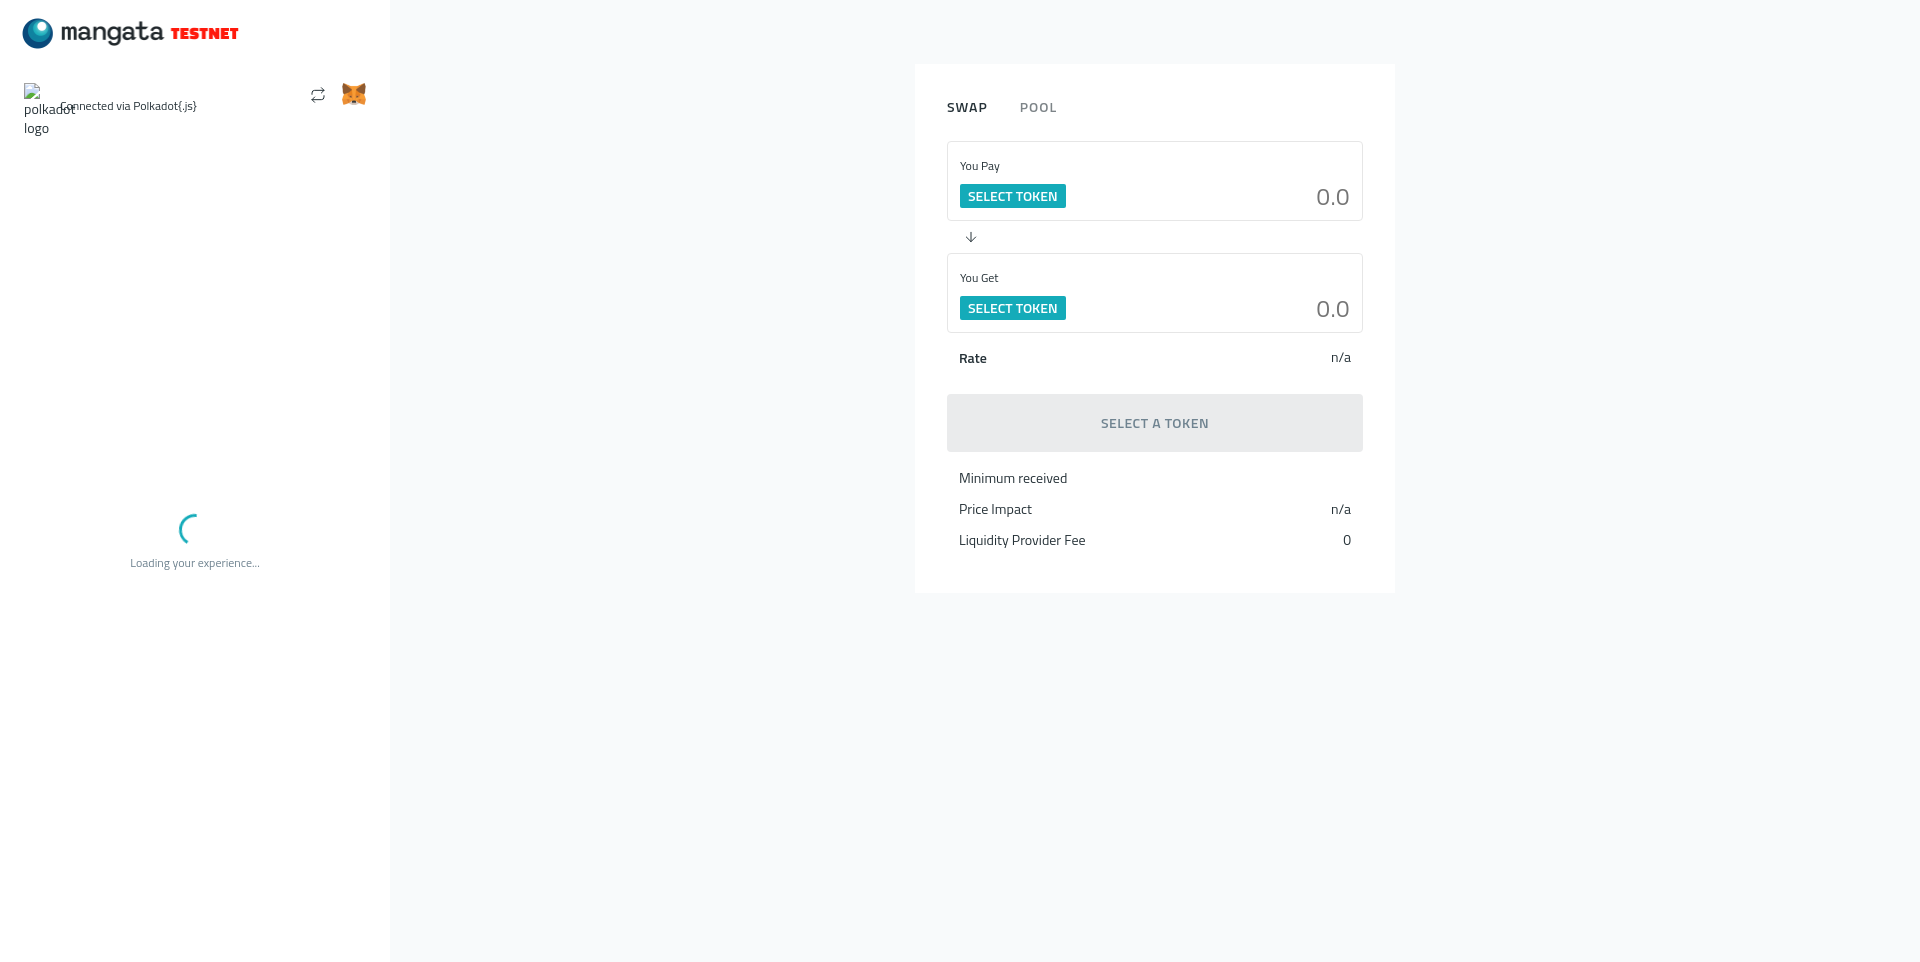 mangata TESTNET
polkadot
logo
Connected via Polkadot{.js}
Loading your experience...
SWAP POOL
You Pay
SELECT TOKEN 0.0
You Get
SELECT TOKEN 0.0
Rate n/a
SELECT A TOKEN
Minimum received
Price Impact n/a
Liquidity Provider Fee 0